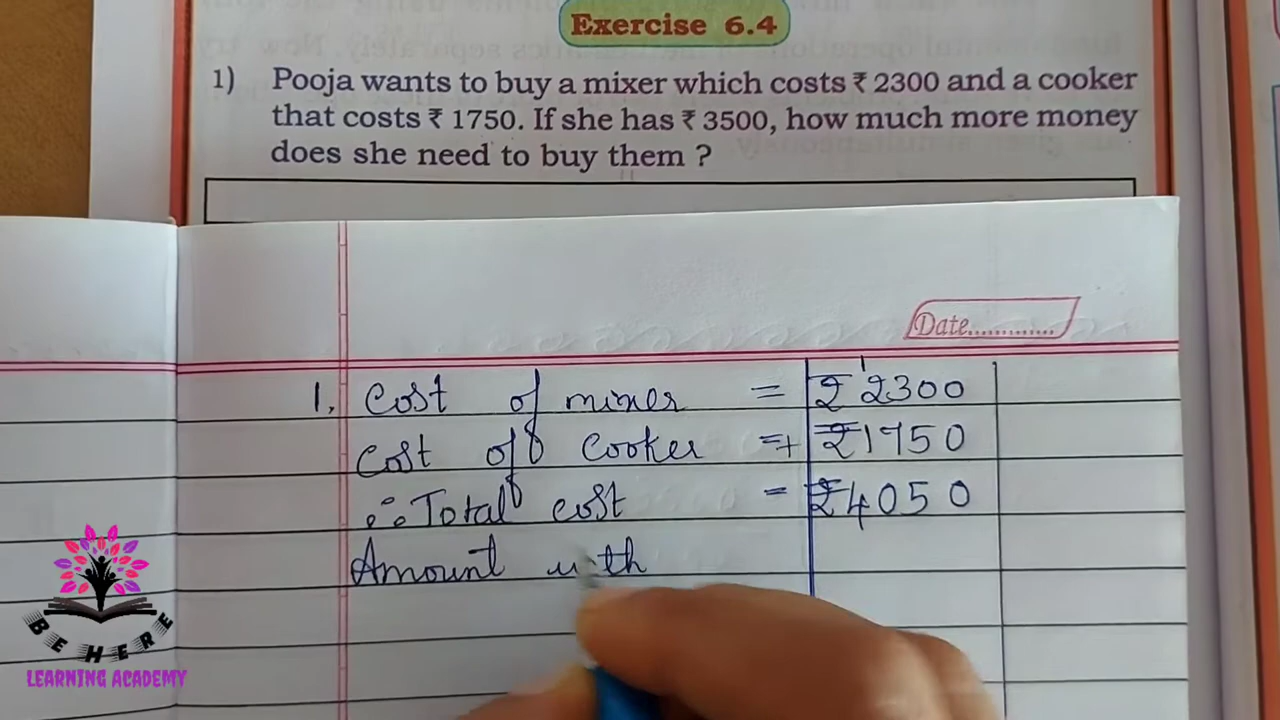 Exercise 6.4
1) Pooja wants to buy a mixer which costs ₹ 2300 and a cooker
that costs ₹ 1750. If she has ₹ 3500, how much more money
does she need to buy them ?
Date.............
1. Cost of mixer = ₹ ¹2300
Cost of Cooker =+ ₹1750
∴ Total cost = ₹4050
Amount with
BE HERE
LEARNING ACADEMY